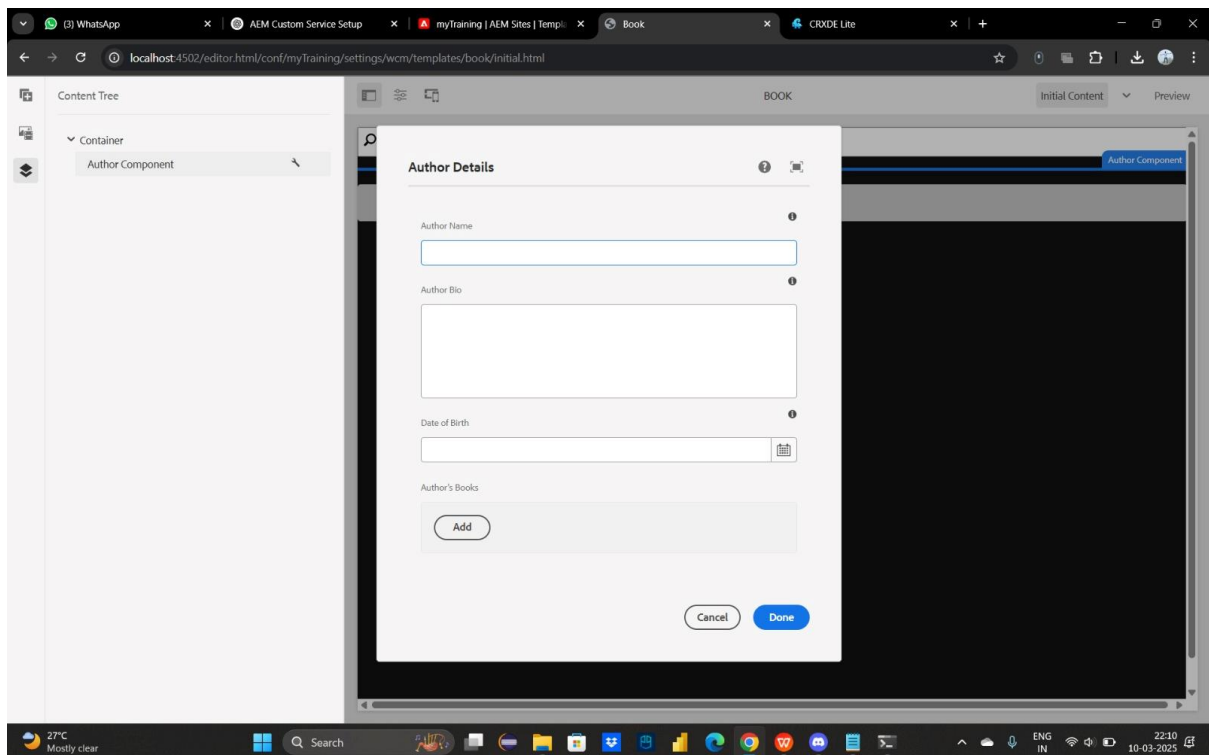 (3) WhatsApp
AEM Custom Service Setup
myTraining | AEM Sites | Templ
Book
CRXDE Lite
localhost:4502/editor.html/conf/myTraining/settings/wcm/templates/book/initial.html
Content Tree
BOOK
Initial Content
Preview
Container
Author Component
Author Component
Author Details
Author Name
Author Bio
Date of Birth
Author's Books
Add
Cancel
Done
27°C
Mostly clear
Search
ENG
IN
22:10
10-03-2025